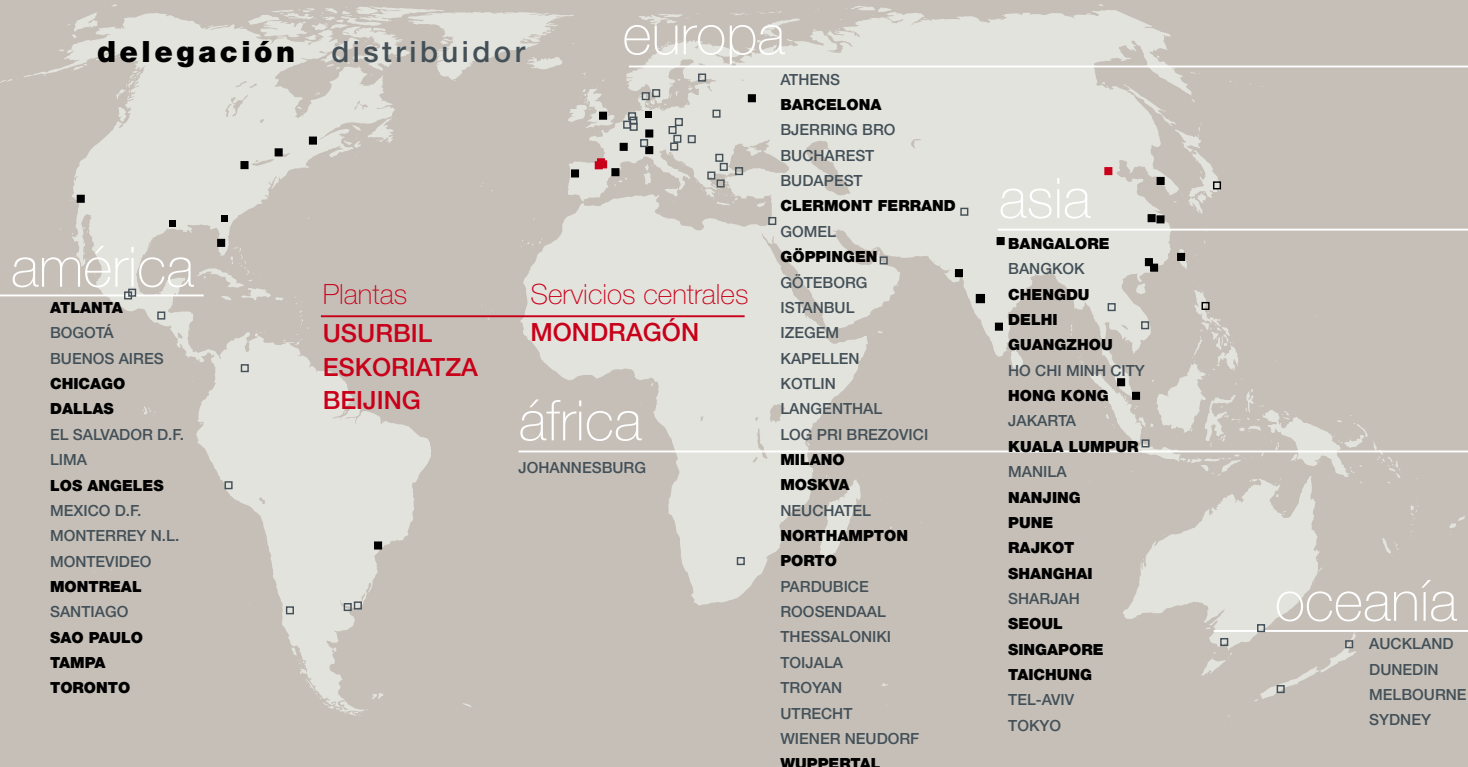 delegación distribuidor
europa
ATHENS
BARCELONA
BJERRING BRO
BUCHAREST
BUDAPEST
CLERMONT FERRAND
GOMEL
GÖPPINGEN
GÖTEBORG
ISTANBUL
IZEGEM
KAPELLEN
KOTLIN
LANGENTHAL
LOG PRI BREZOVICI
MILANO
MOSKVA
NEUCHATEL
NORTHAMPTON
PORTO
PARDUBICE
ROOSENDAAL
THESSALONIKI
TOIJALA
TROYAN
UTRECHT
WIENER NEUDORF
WUPPERTAL
asia
BANGALORE
BANGKOK
CHENGDU
DELHI
GUANGZHOU
HO CHI MINH CITY
HONG KONG
JAKARTA
KUALA LUMPUR
MANILA
NANJING
PUNE
RAJKOT
SHANGHAI
SHARJAH
SEOUL
SINGAPORE
TAICHUNG
TEL-AVIV
TOKYO
américa
ATLANTA
BOGOTÁ
BUENOS AIRES
CHICAGO
DALLAS
EL SALVADOR D.F.
LIMA
LOS ANGELES
MEXICO D.F.
MONTERREY N.L.
MONTEVIDEO
MONTREAL
SANTIAGO
SAO PAULO
TAMPA
TORONTO
Plantas
USURBIL
ESKORIATZA
BEIJING
Servicios centrales
MONDRAGÓN
áfrica
JOHANNESBURG
oceanía
AUCKLAND
DUNEDIN
MELBOURNE
SYDNEY